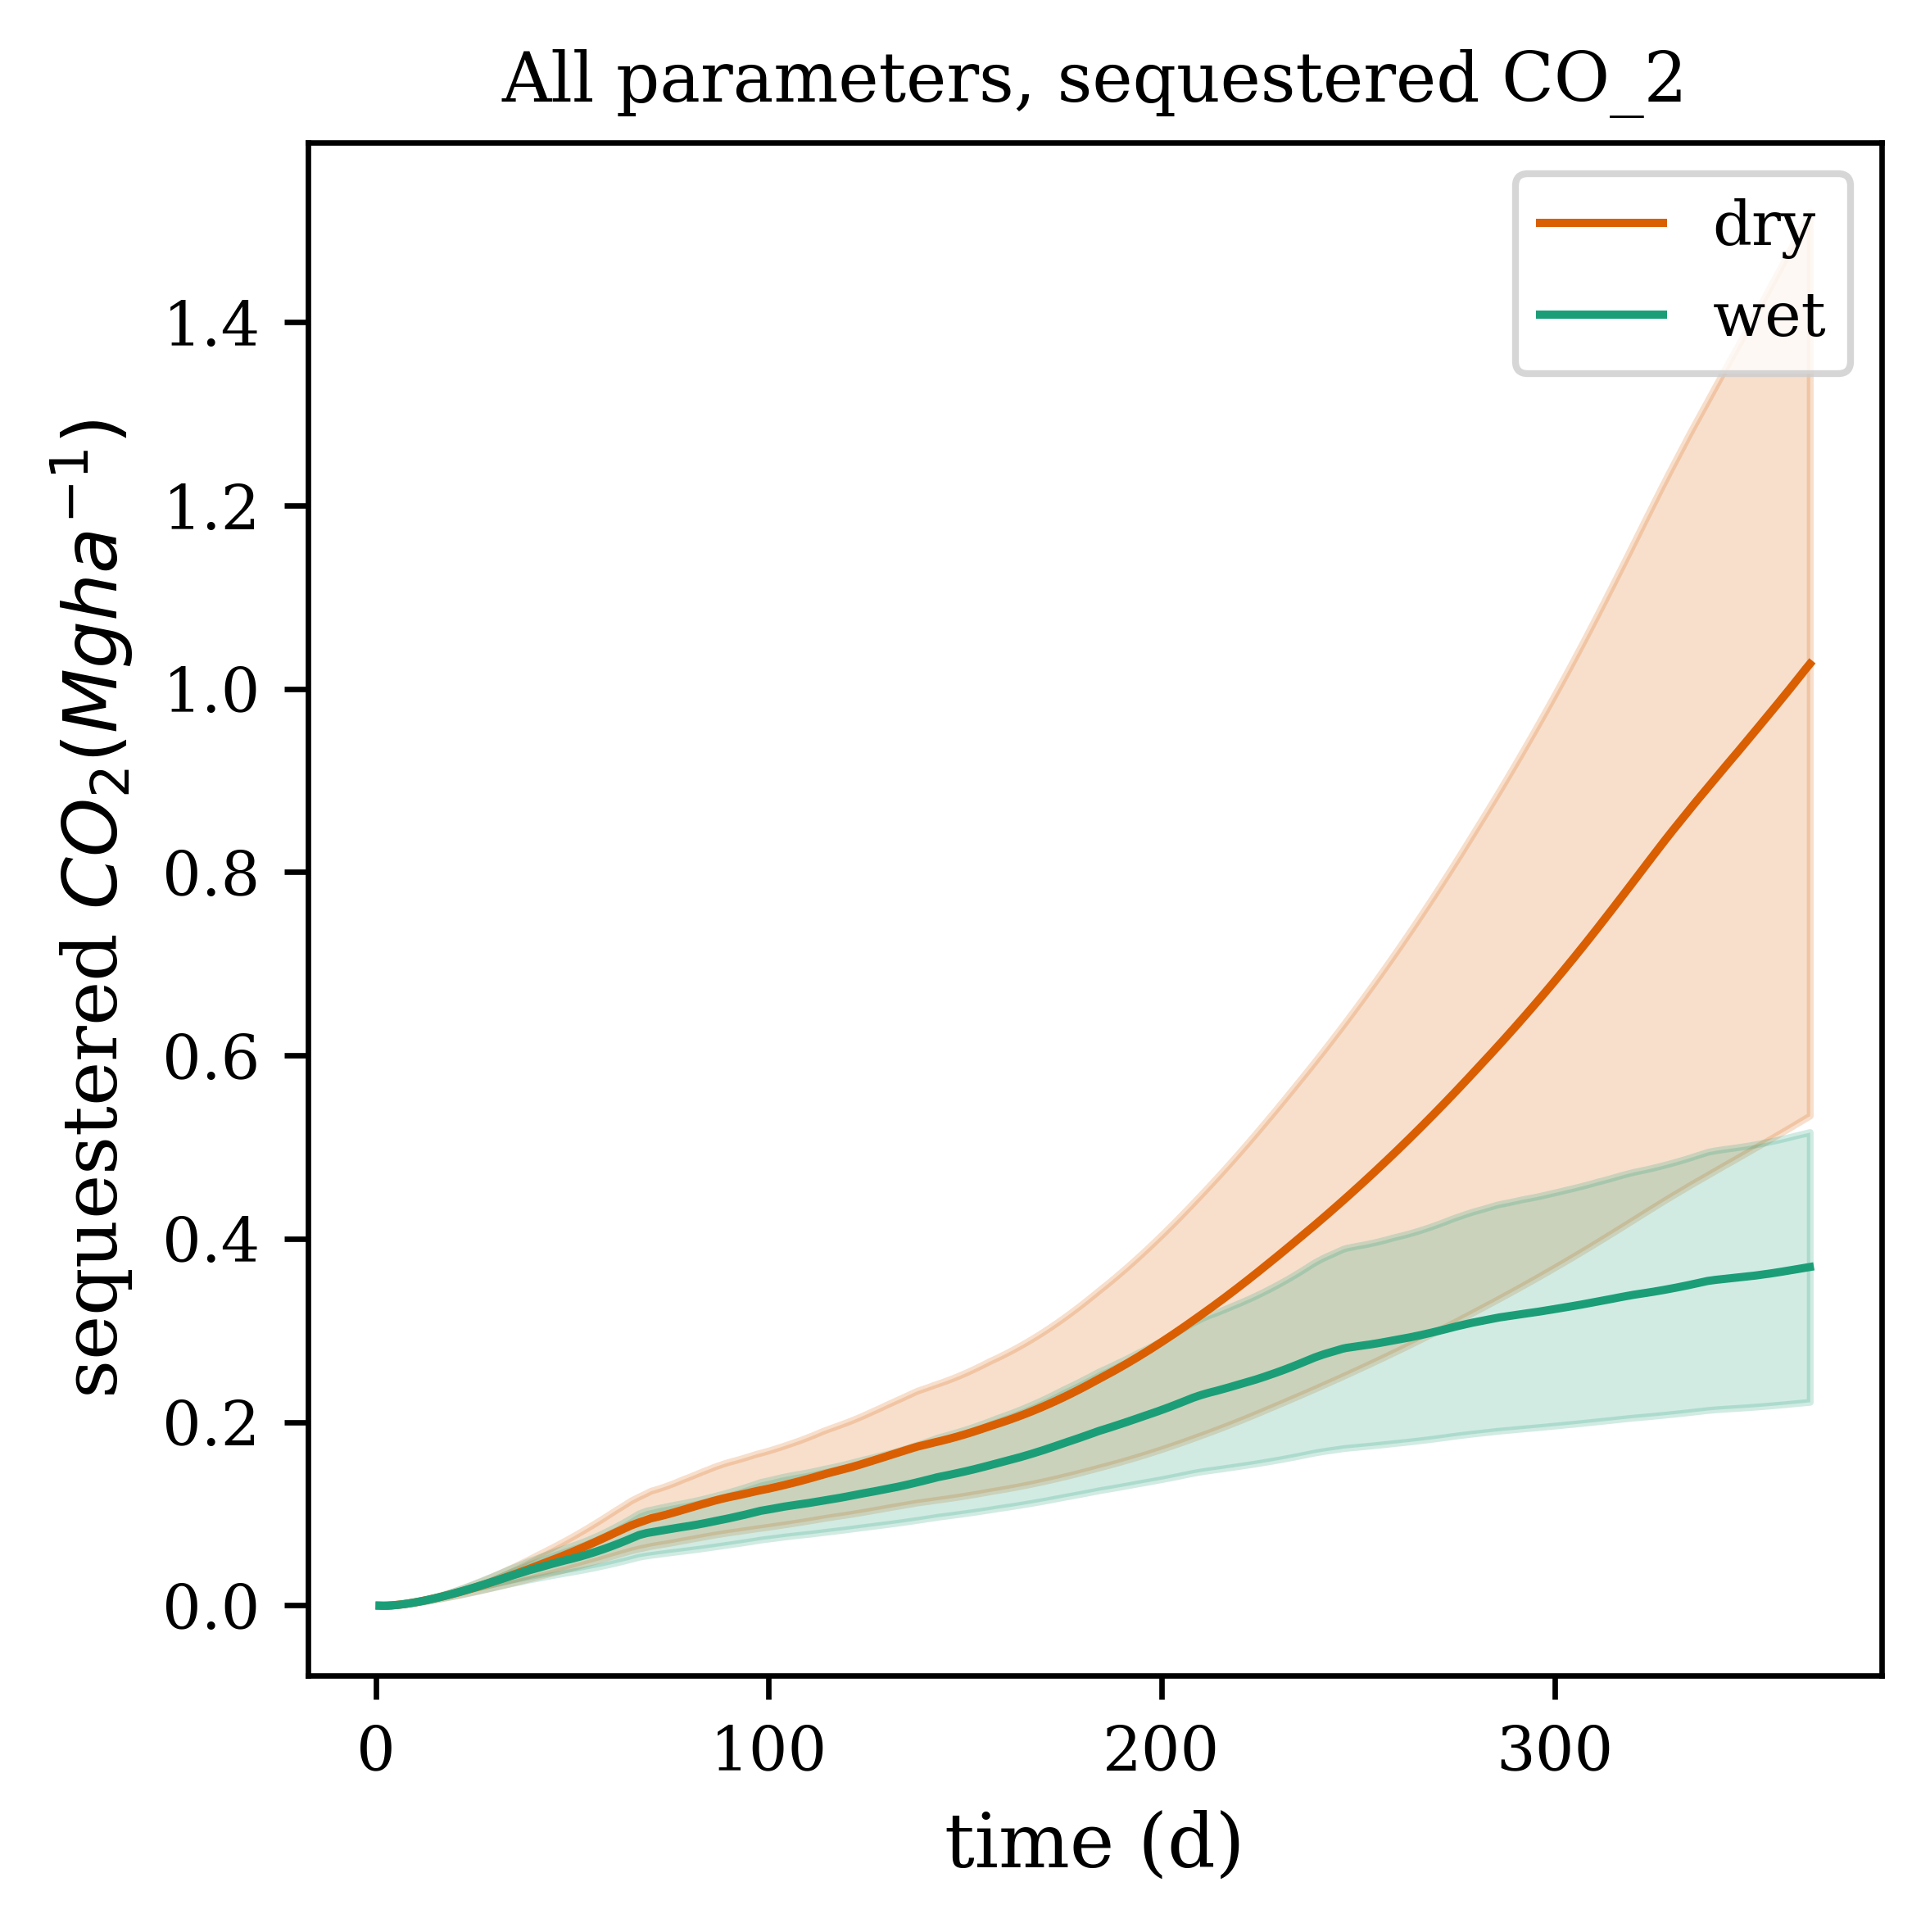 All parameters, sequestered CO_2
dry
wet
sequestered CO₂(Mgha⁻¹)
1.4
1.2
1.0
0.8
0.6
0.4
0.2
0.0
0 100 200 300
time (d)